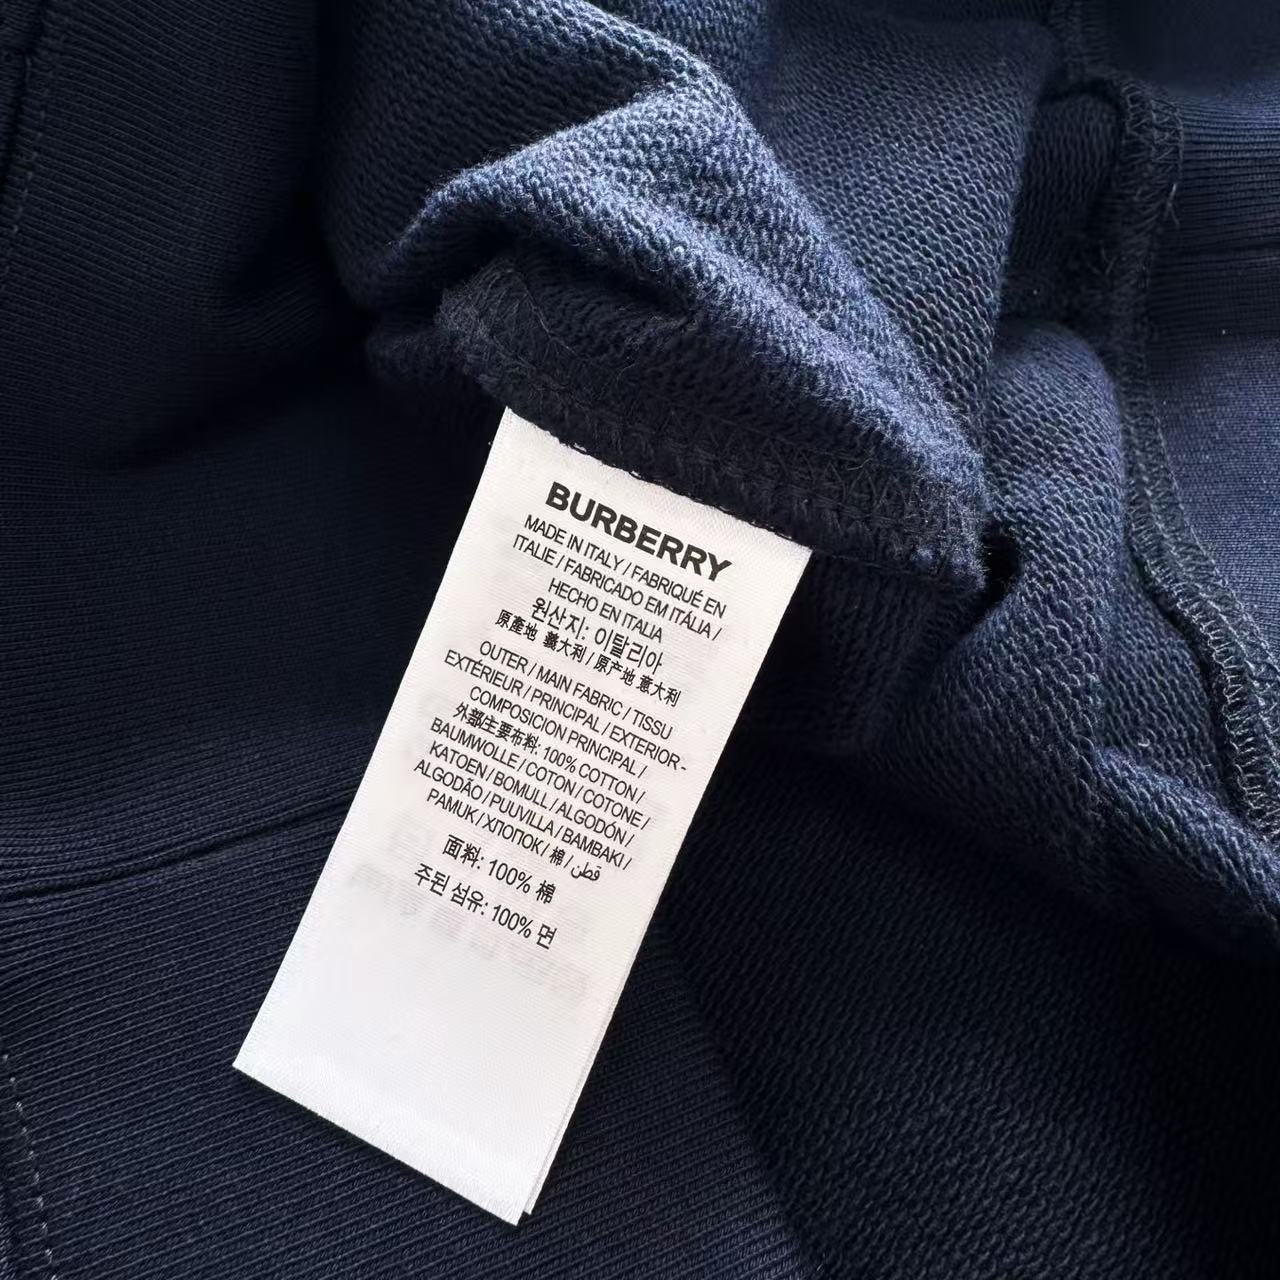 BURBERRY
MADE IN ITALY / FABRIQUÉ EN
ITALIE / FABRICADO EM ITÁLIA /
HECHO EN ITALIA
원산지: 이탈리아
原產地 義大利 / 原产地 意大利
OUTER / MAIN FABRIC / TISSU
EXTÉRIEUR / PRINCIPAL / EXTERIOR -
COMPOSICION PRINCIPAL /
外部主要布料: 100% COTTON /
BAUMWOLLE / COTON / COTONE /
KATOEN / BOMULL / ALGODÓN /
ALGODÃO / PUUVILLA / BAMBAKI /
PAMUK / ХПОПОК / 棉 / قطن
面料: 100% 棉
주된 섬유: 100% 면